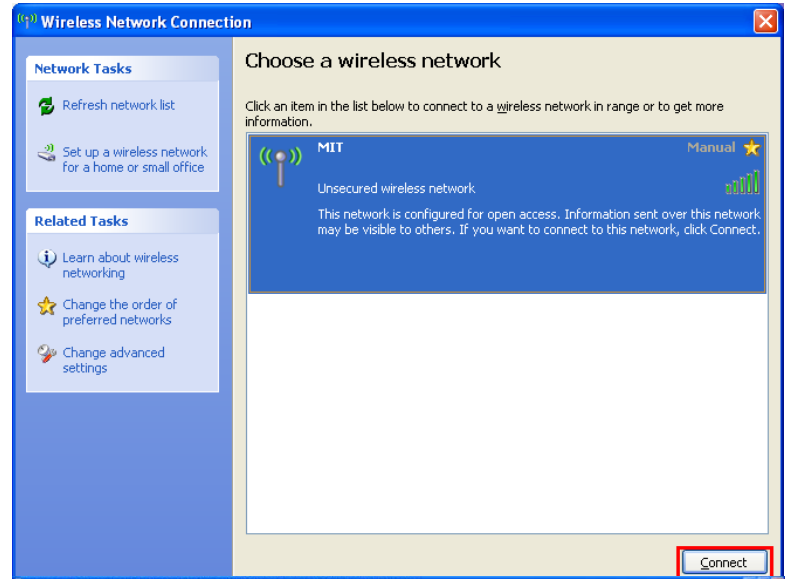 Wireless Network Connection
Network Tasks
Refresh network list
Set up a wireless network
for a home or small office
Related Tasks
Learn about wireless
networking
Change the order of
preferred networks
Change advanced
settings
Choose a wireless network
Click an item in the list below to connect to a wireless network in range or to get more
information.
MIT
Manual
Unsecured wireless network
This network is configured for open access. Information sent over this network
may be visible to others. If you want to connect to this network, click Connect.
Connect